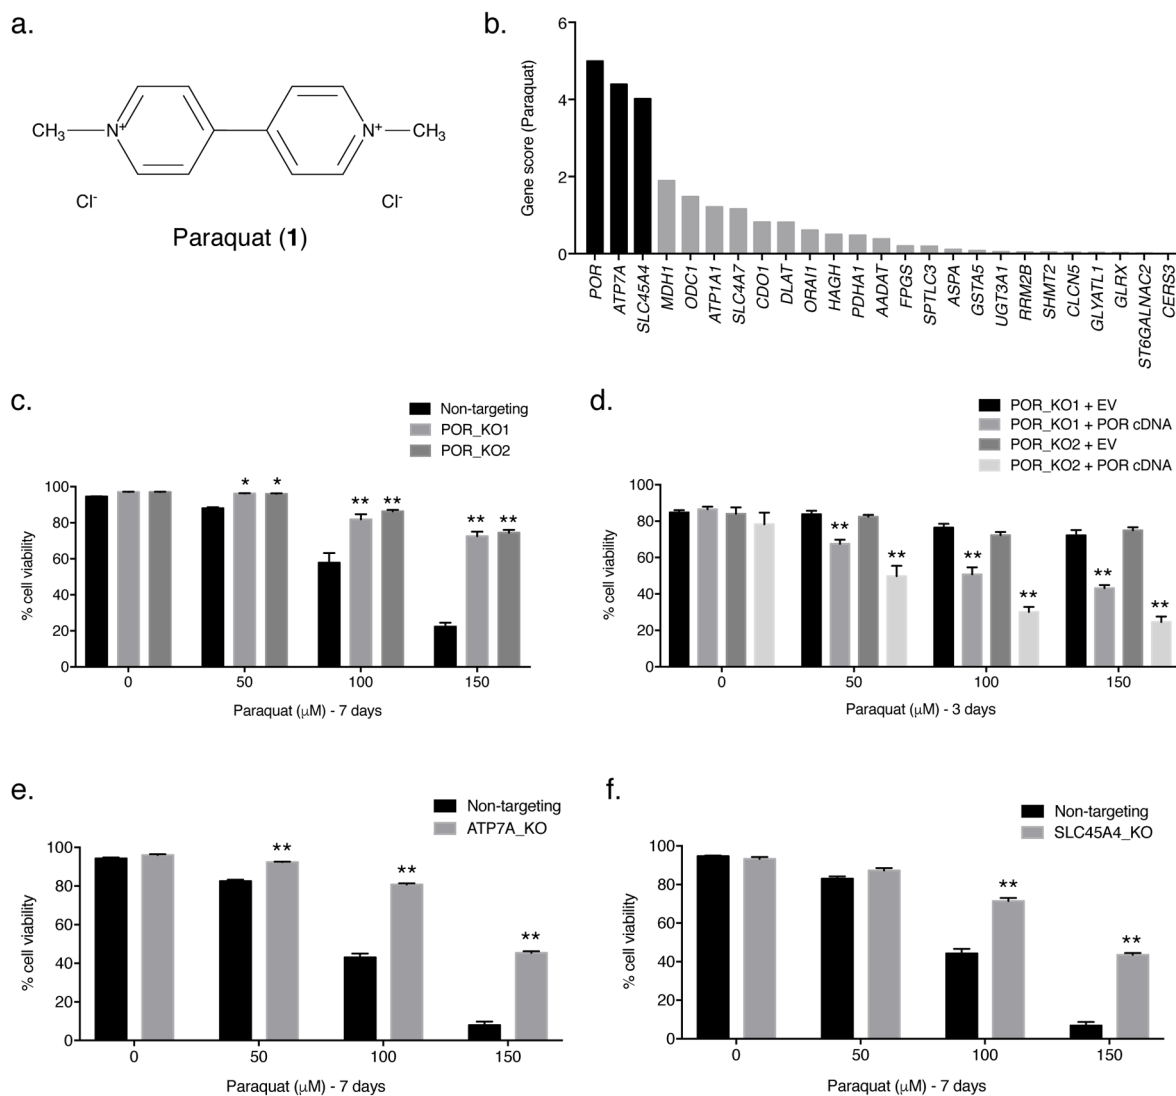 a.
CH₃
N⁺
N⁺
CH₃
Cl⁻
Cl⁻
Paraquat (1)
b.
Gene score (Paraquat)
6
4
2
0
POR
ATP7A
SLC45A4
MDH1
ODC1
ATP1A1
SLC4A7
CDO1
DLAT
ORAI1
HAGH
PDHA1
AADAT
FPGS
SPTLC3
ASPA
GSTA5
UGT3A1
RRM2B
SHMT2
CLCN5
GLYATL1
GLRX
ST6GALNAC2
CERS3
c.
Non-targeting
POR_KO1
POR_KO2
% cell viability
100
80
60
40
20
0
* *
** **
** **
0 50 100 150
Paraquat (μM) - 7 days
d.
POR_KO1 + EV
POR_KO1 + POR cDNA
POR_KO2 + EV
POR_KO2 + POR cDNA
% cell viability
100
80
60
40
20
0
** **
** **
** **
0 50 100 150
Paraquat (μM) - 3 days
e.
Non-targeting
ATP7A_KO
% cell viability
100
80
60
40
20
0
**
**
**
0 50 100 150
Paraquat (μM) - 7 days
f.
Non-targeting
SLC45A4_KO
% cell viability
100
80
60
40
20
0
**
**
0 50 100 150
Paraquat (μM) - 7 days